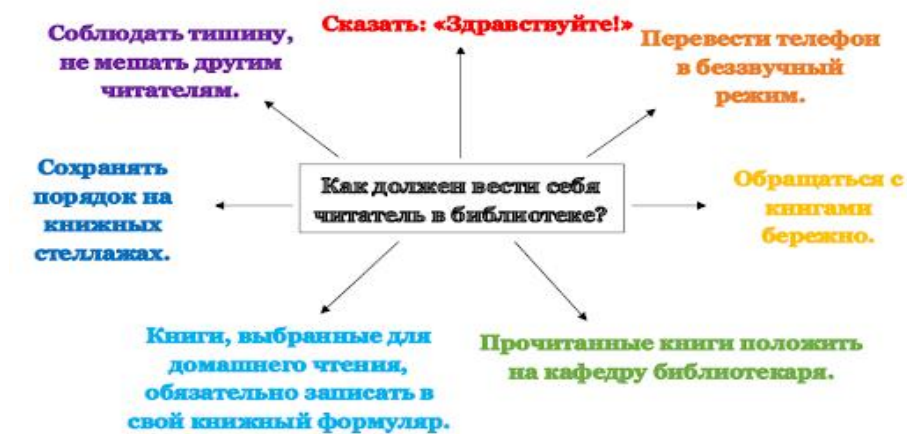 Сказать: «Здравствуйте!»
Соблюдать тишину,
не мешать другим
читателям.
Перевести телефон
в беззвучный
режим.
Сохранять
порядок на
книжных
стеллажах.
Как должен вести себя
читатель в библиотеке?
Обращаться с
книгами
бережно.
Книги, выбранные для
домашнего чтения,
обязательно записать в
свой книжный формуляр.
Прочитанные книги положить
на кафедру библиотекаря.